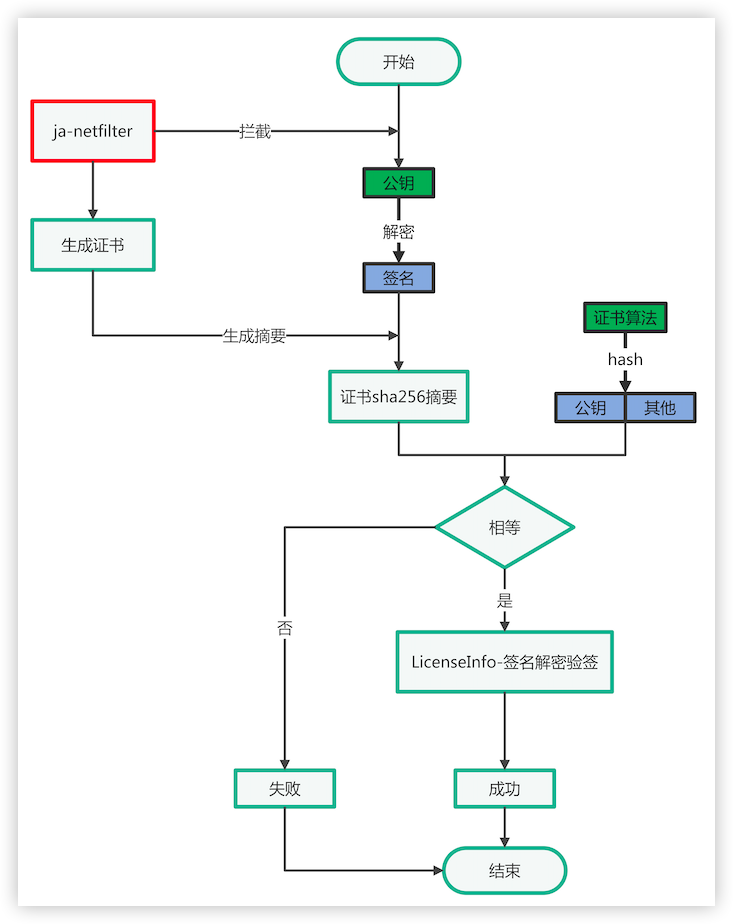 开始
ja-netfilter
拦截
公钥
生成证书
解密
签名
证书算法
生成摘要
hash
证书sha256摘要
公钥
其他
相等
是
否
LicenseInfo-签名解密验签
失败
成功
结束